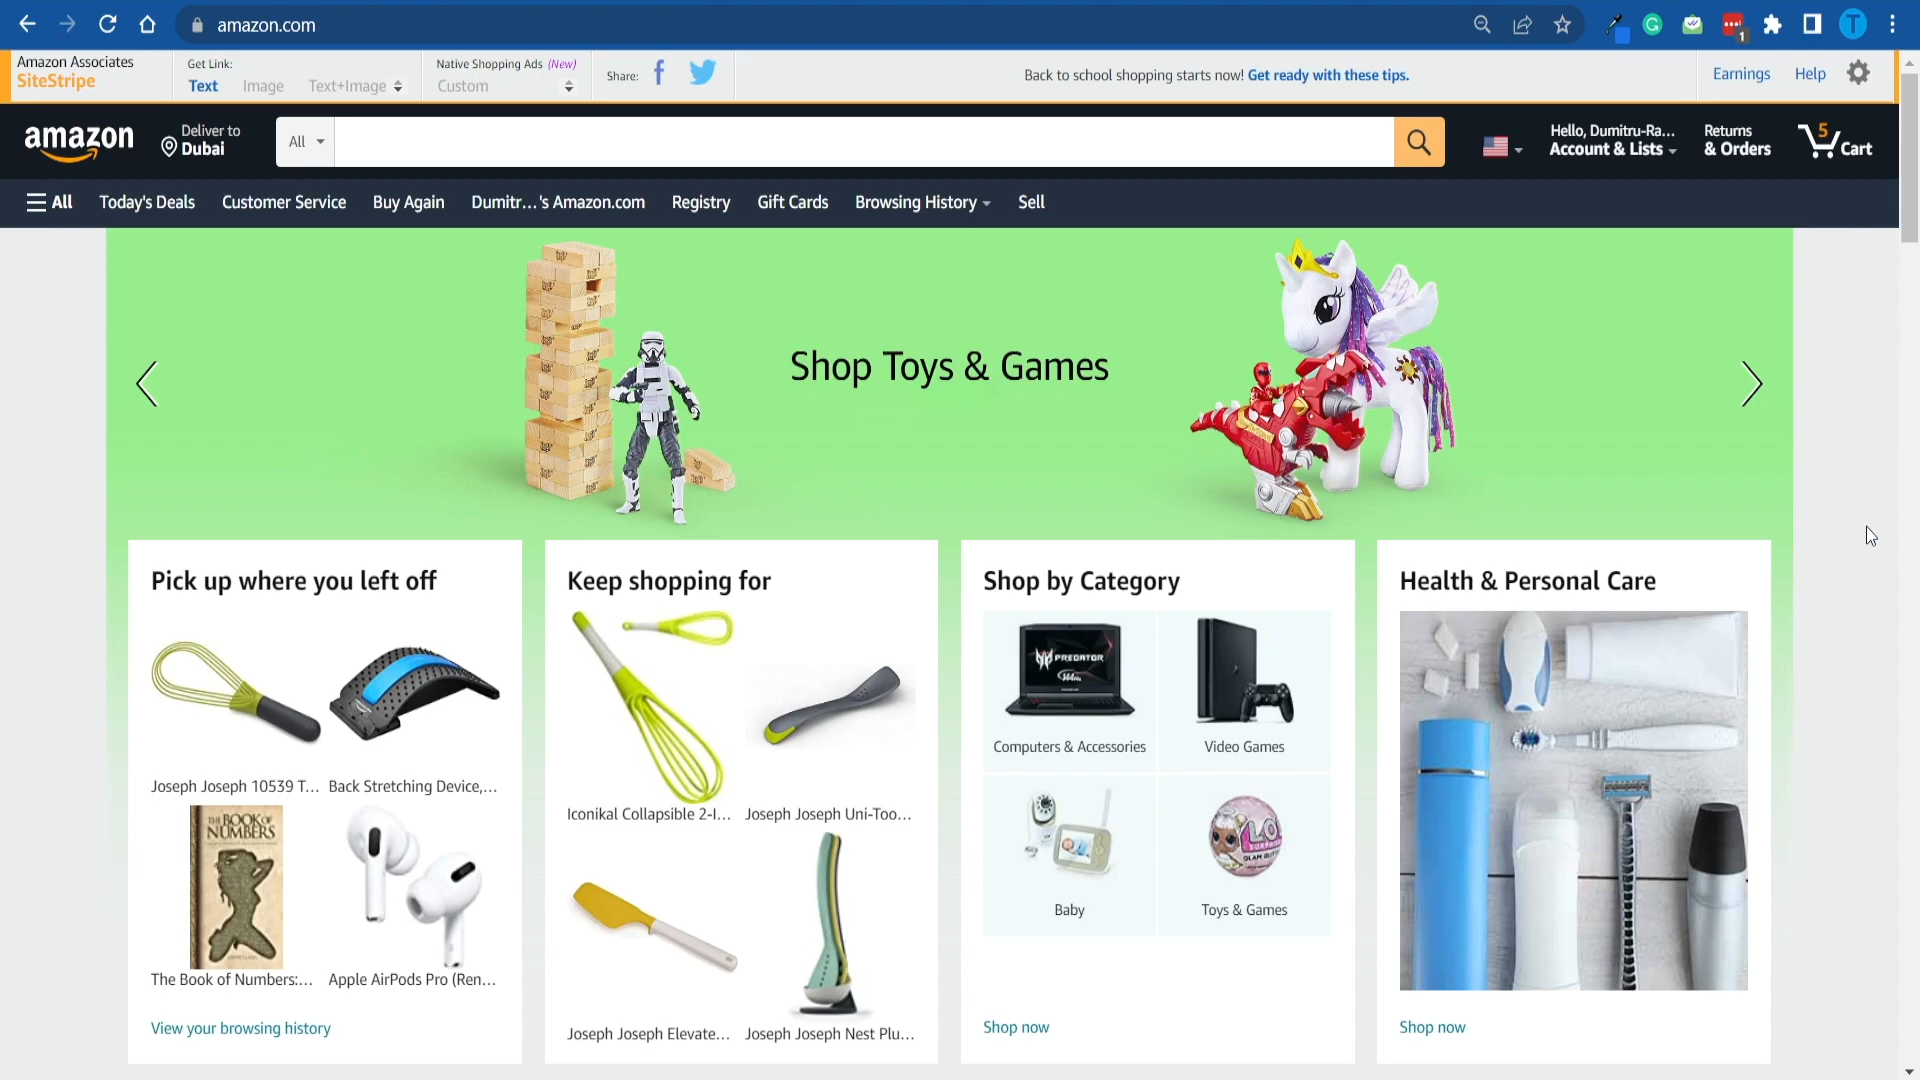 amazon.com
1
T
Amazon Associates
SiteStripe
Get Link:
Text Image Text+Image
Native Shopping Ads (New)
Custom
Share:
Back to school shopping starts now! Get ready with these tips.
Earnings Help
amazon
Deliver to
Dubai
All
Hello, Dumitru-Ra...
Account & Lists
Returns
& Orders
5
Cart
All Today's Deals Customer Service Buy Again Dumitr...'s Amazon.com Registry Gift Cards Browsing History Sell
Shop Toys & Games
Pick up where you left off
Joseph Joseph 10539 T... Back Stretching Device,...
THE BOOK OF
NUMBERS
The Book of Numbers:... Apple AirPods Pro (Ren...
View your browsing history
Keep shopping for
Iconikal Collapsible 2-I... Joseph Joseph Uni-Too...
Joseph Joseph Elevate... Joseph Joseph Nest Plu...
Shop by Category
PREDATOR
Computers & Accessories Video Games
Baby Toys & Games
Shop now
Health & Personal Care
Shop now